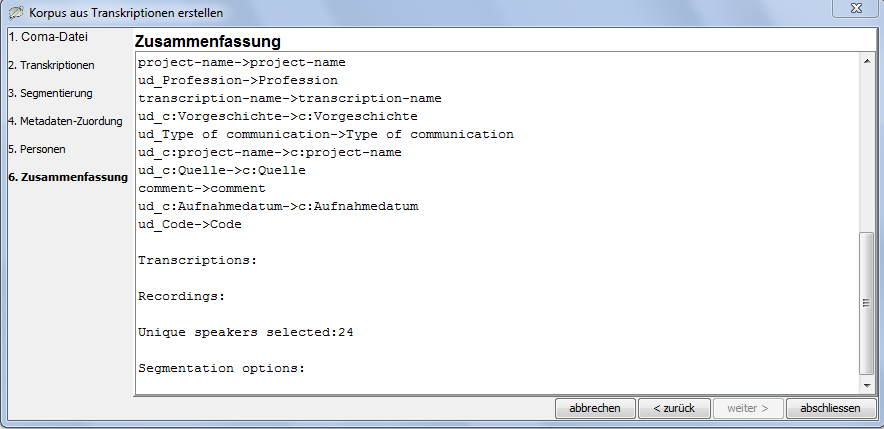 Korpus aus Transkriptionen erstellen
1. Coma-Datei
2. Transkriptionen
3. Segmentierung
4. Metadaten-Zuordung
5. Personen
6. Zusammenfassung
Zusammenfassung
project-name->project-name
ud_Profession->Profession
transcription-name->transcription-name
ud_c:Vorgeschichte->c:Vorgeschichte
ud_Type of communication->Type of communication
ud_c:project-name->c:project-name
ud_c:Quelle->c:Quelle
comment->comment
ud_c:Aufnahmedatum->c:Aufnahmedatum
ud_Code->Code
Transcriptions:
Recordings:
Unique speakers selected:24
Segmentation options:
abbrechen
< zurück
weiter >
abschliessen